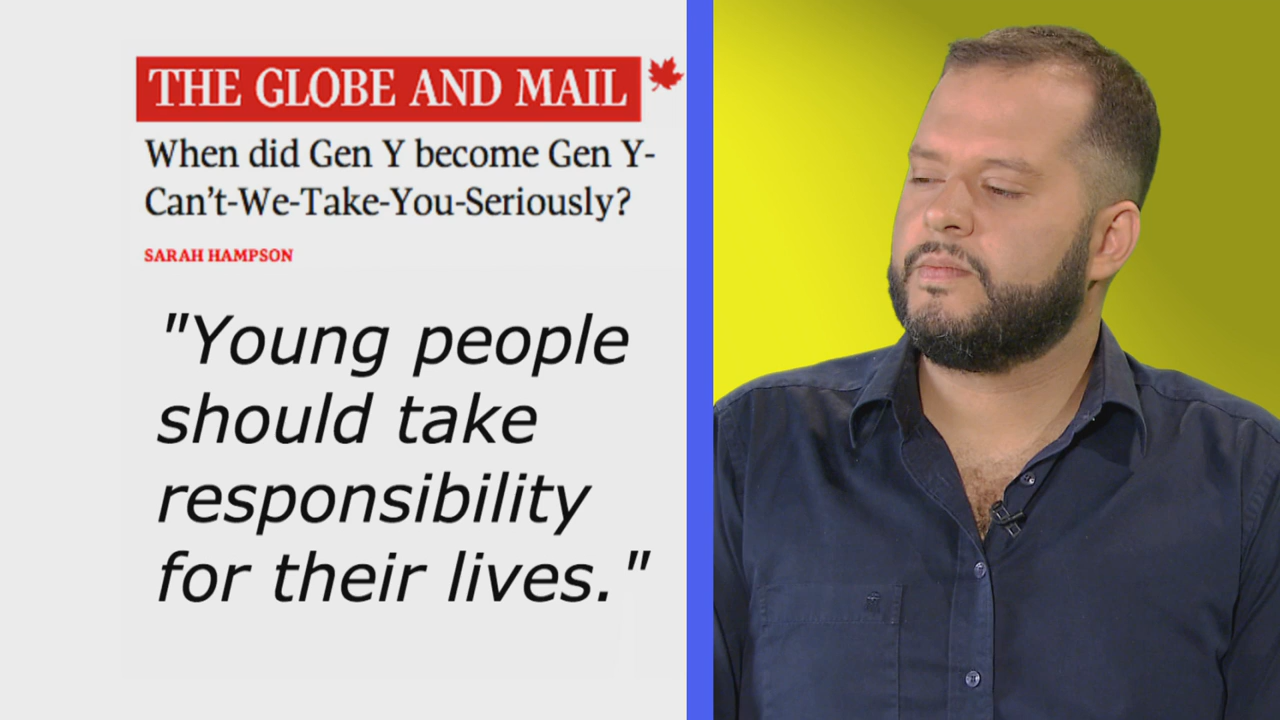 THE GLOBE AND MAIL
When did Gen Y become Gen Y-
Can't-We-Take-You-Seriously?
SARAH HAMPSON
"Young people
should take
responsibility
for their lives."